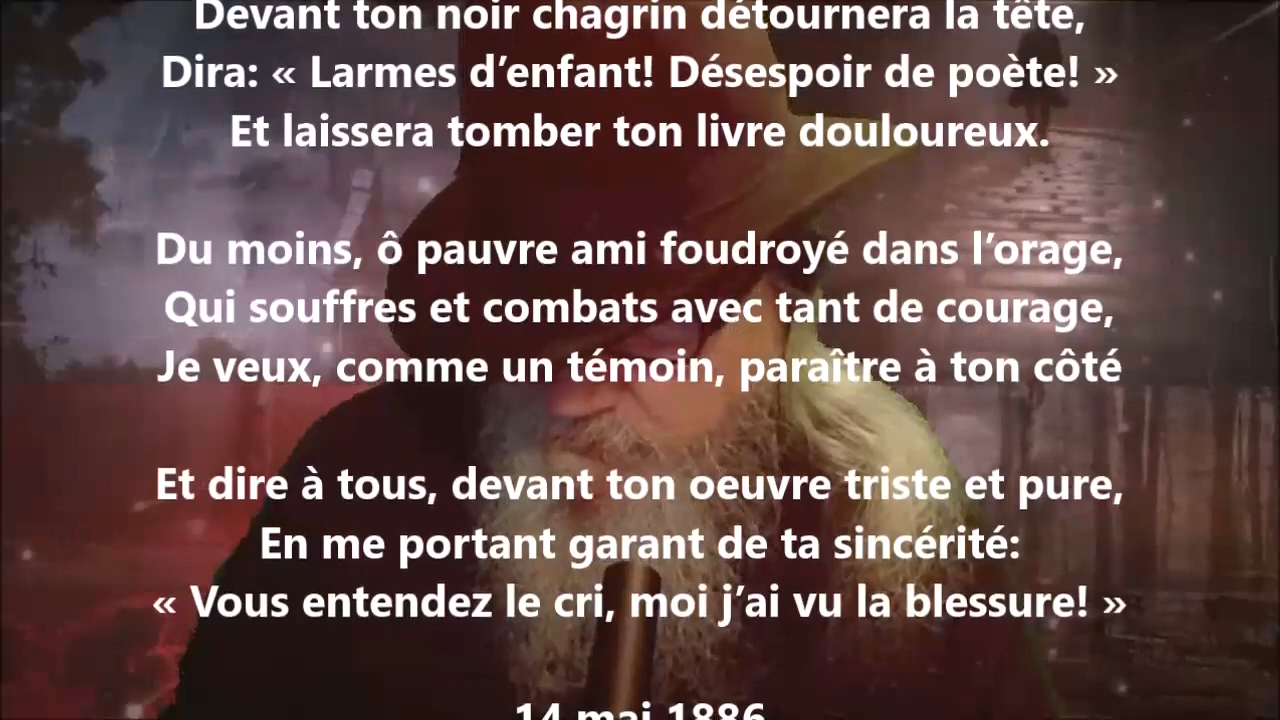 Devant ton noir chagrin détournera la tête,
Dira: « Larmes d’enfant! Désespoir de poète! »
Et laissera tomber ton livre douloureux.
Du moins, ô pauvre ami foudroyé dans l’orage,
Qui souffres et combats avec tant de courage,
Je veux, comme un témoin, paraître à ton côté
Et dire à tous, devant ton oeuvre triste et pure,
En me portant garant de ta sincérité:
« Vous entendez le cri, moi j’ai vu la blessure! »
14 mai 1886